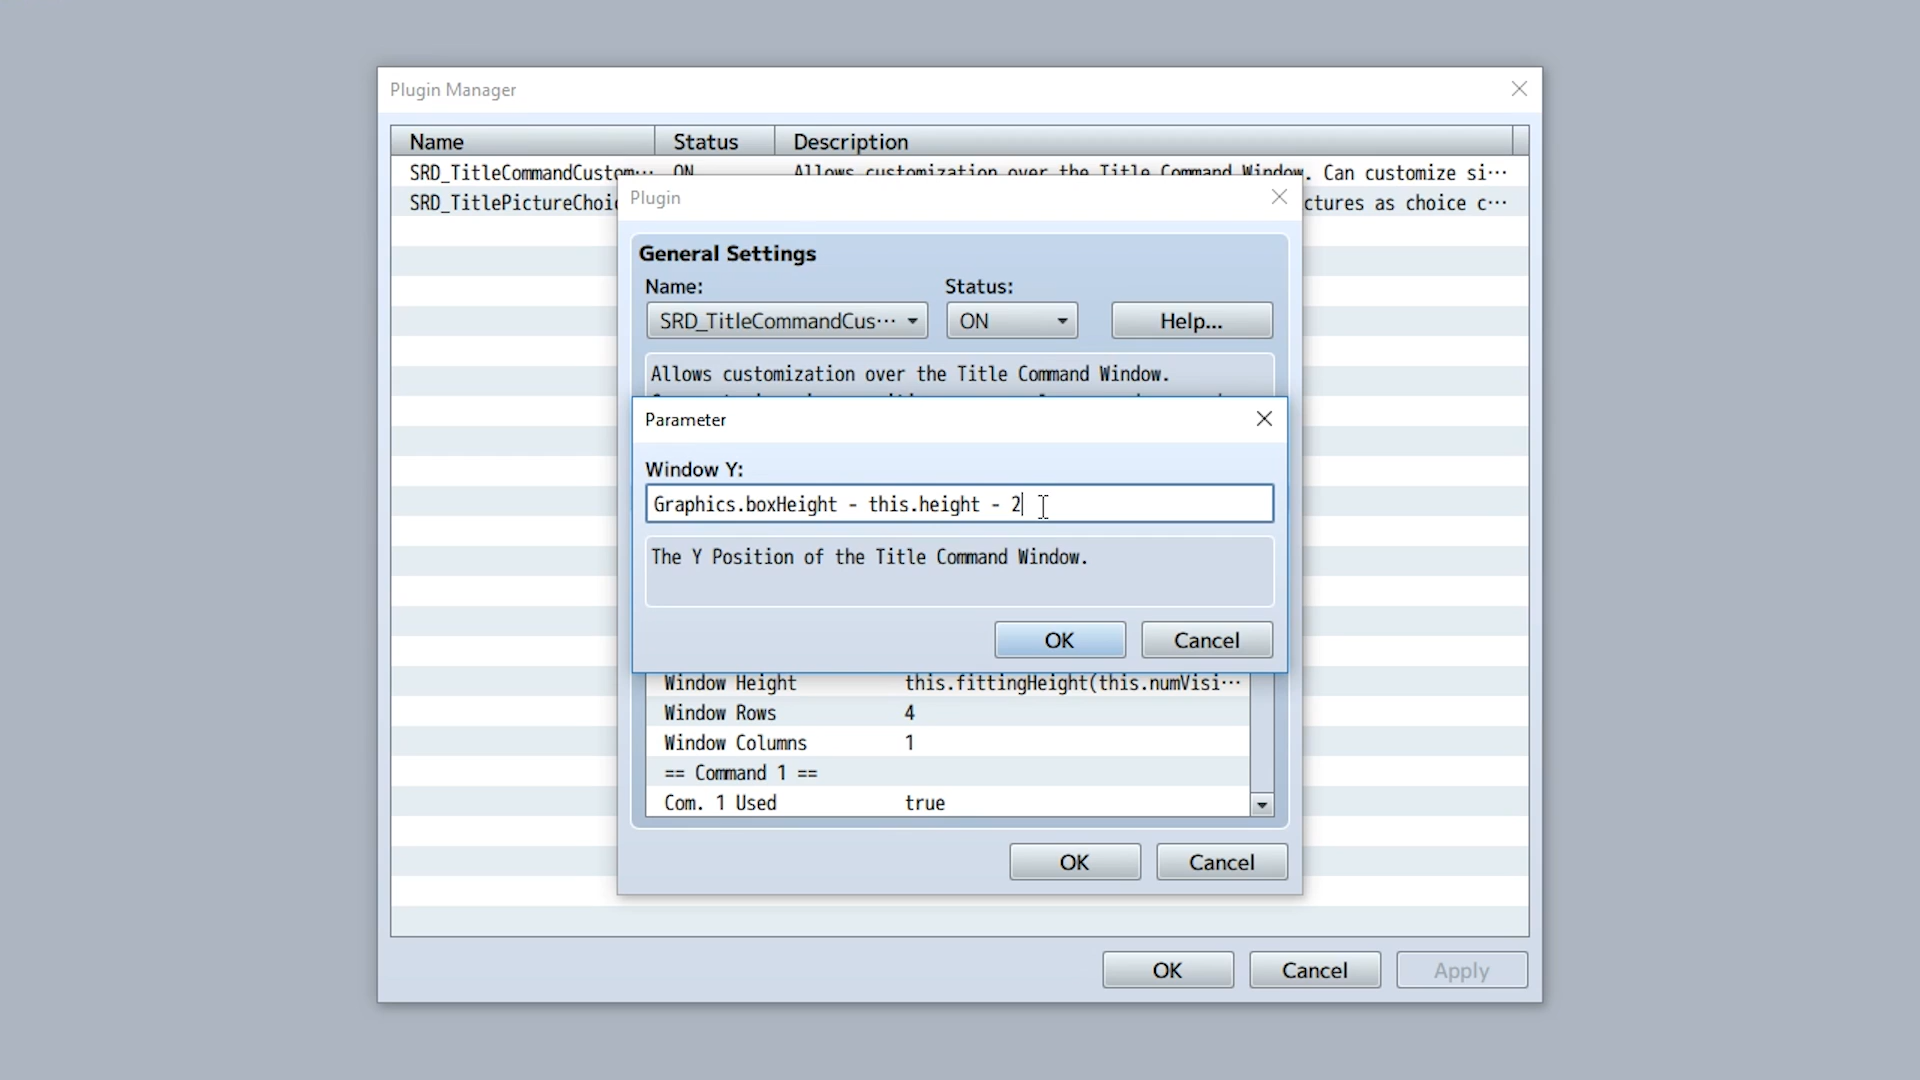 Plugin Manager
Name Status Description
SRD_TitleCommandCustom··· ON Allows customization over the Title Command Window. Can customize si···
SRD_TitlePictureChoi ctures as choice c···
Plugin
General Settings
Name: Status:
SRD_TitleCommandCus··· ON Help...
Allows customization over the Title Command Window.
Parameter
Window Y:
Graphics.boxHeight - this.height - 2
The Y Position of the Title Command Window.
OK Cancel
Window Height this.fittingHeight(this.numVisi···
Window Rows 4
Window Columns 1
== Command 1 ==
Com. 1 Used true
OK Cancel
OK Cancel Apply